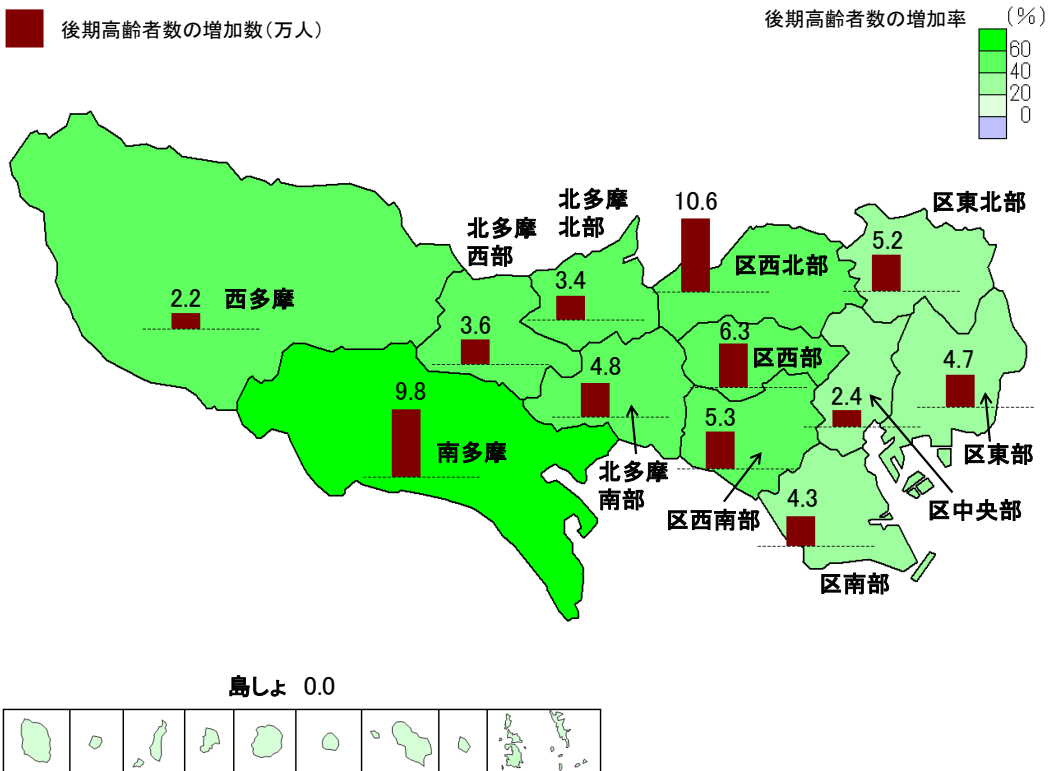 後期高齢者数の増加数(万人)
後期高齢者数の増加率
(%)
60
40
20
0
北多摩
西部
北多摩
北部
10.6
区東北部
区西北部
5.2
2.2
西多摩
3.4
3.6
6.3
区西部
4.8
4.7
9.8
2.4
5.3
南多摩
北多摩
南部
区東部
区西南部
区中央部
4.3
区南部
島しょ 0.0